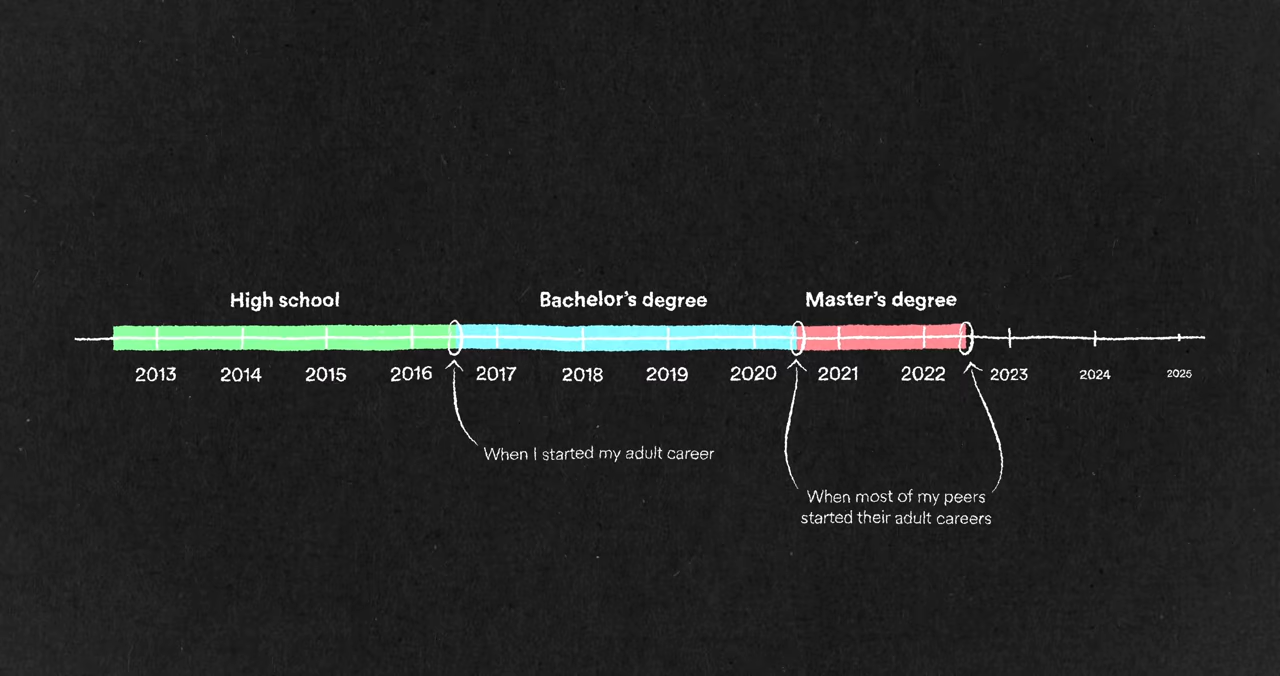 High school
Bachelor's degree
Master's degree
2013
2014
2015
2016
2017
2018
2019
2020
2021
2022
2023
2024
2025
When I started my adult career
When most of my peers
started their adult careers